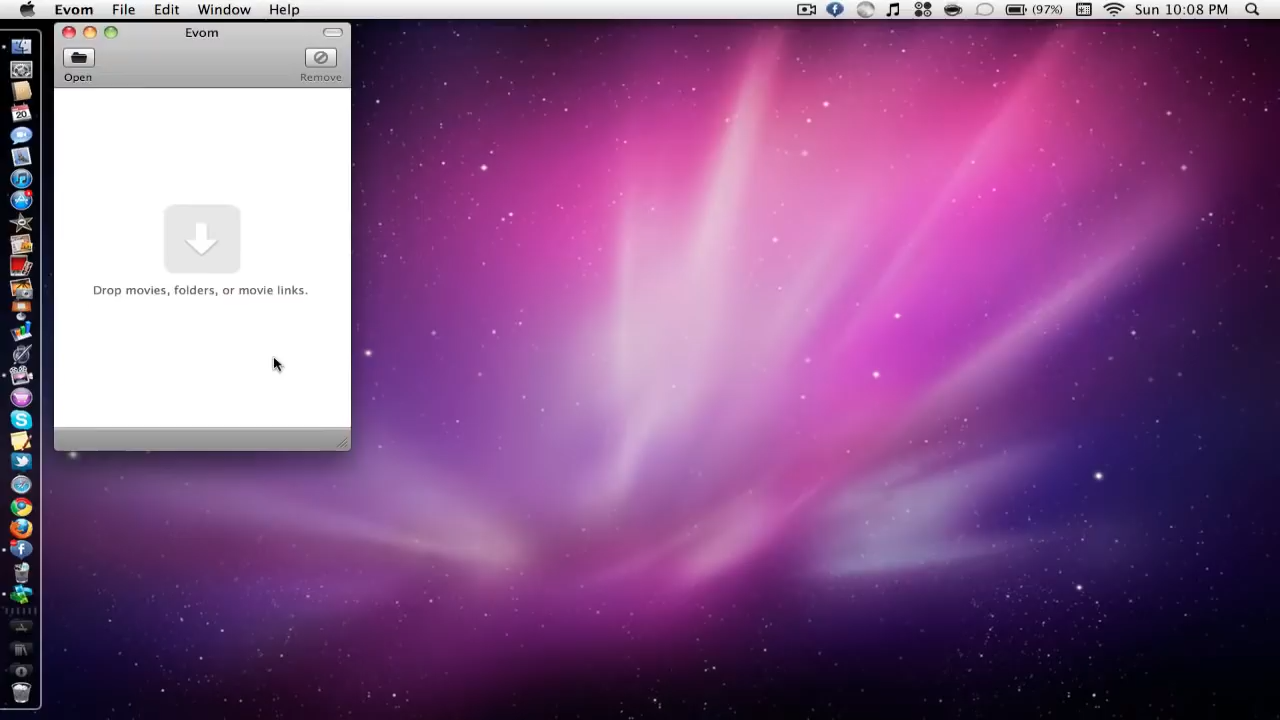 Evom File Edit Window Help (97%) Sun 10:08 PM
Evom
Open Remove
20
Drop movies, folders, or movie links.